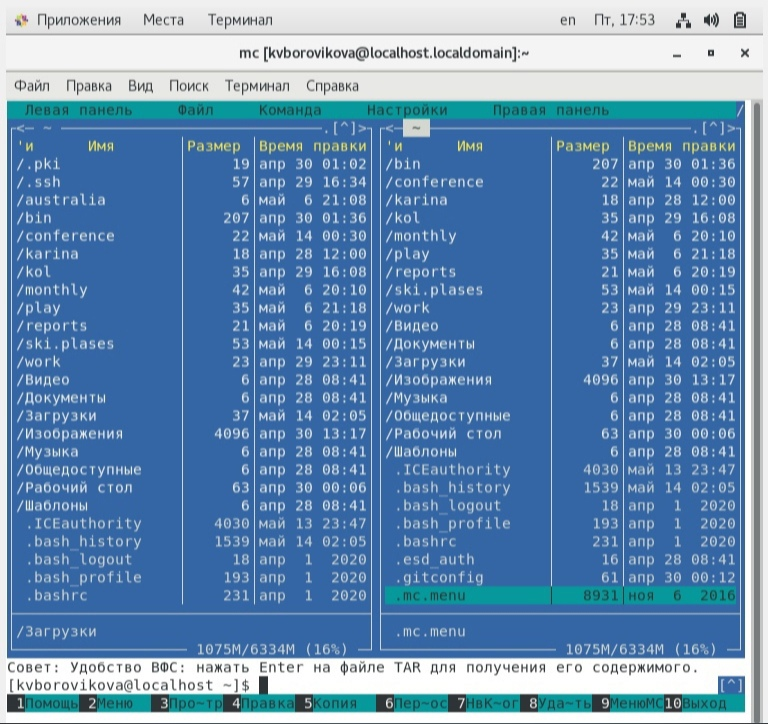 Приложения Места Терминал en Пт, 17:53
mc [kvborovikova@localhost.localdomain]:~
Файл Правка Вид Поиск Терминал Справка
Левая панель Файл Команда Настройки Правая панель
<— ~ .[^]> <— ~ .[^]>
'и Имя Размер Время правки 'и Имя Размер Время правки
/.pki 19 апр 30 01:02 /bin 207 апр 30 01:36
/.ssh 57 апр 29 16:34 /conference 22 май 14 00:30
/australia 6 май 6 21:08 /karina 18 апр 28 12:00
/bin 207 апр 30 01:36 /kol 35 апр 29 16:08
/conference 22 май 14 00:30 /monthly 42 май 6 20:10
/karina 18 апр 28 12:00 /play 35 май 6 21:18
/kol 35 апр 29 16:08 /reports 21 май 6 20:19
/monthly 42 май 6 20:10 /ski.plases 53 май 14 00:15
/play 35 май 6 21:18 /work 23 апр 29 23:11
/reports 21 май 6 20:19 /Видео 6 апр 28 08:41
/ski.plases 53 май 14 00:15 /Документы 6 апр 28 08:41
/work 23 апр 29 23:11 /Загрузки 37 май 14 02:05
/Видео 6 апр 28 08:41 /Изображения 4096 апр 30 13:17
/Документы 6 апр 28 08:41 /Музыка 6 апр 28 08:41
/Загрузки 37 май 14 02:05 /Общедоступные 6 апр 28 08:41
/Изображения 4096 апр 30 13:17 /Рабочий стол 63 апр 30 00:06
/Музыка 6 апр 28 08:41 /Шаблоны 6 апр 28 08:41
/Общедоступные 6 апр 28 08:41 .ICEauthority 4030 май 13 23:47
/Рабочий стол 63 апр 30 00:06 .bash_history 1539 май 14 02:05
/Шаблоны 6 апр 28 08:41 .bash_logout 18 апр 1 2020
.ICEauthority 4030 май 13 23:47 .bash_profile 193 апр 1 2020
.bash_history 1539 май 14 02:05 .bashrc 231 апр 1 2020
.bash_logout 18 апр 1 2020 .esd_auth 16 апр 28 08:41
.bash_profile 193 апр 1 2020 .gitconfig 61 апр 30 00:12
.bashrc 231 апр 1 2020 .mc.menu 8931 ноя 6 2016
/Загрузки .mc.menu
1075M/6334M (16%) 1075M/6334M (16%)
Совет: Удобство ВФС: нажать Enter на файле TAR для получения его содержимого.
[kvborovikova@localhost ~]$ [^]
1Помощь 2Меню 3Про~тр 4Правка 5Копия 6Пер~ос 7НвК~ог 8Уда~ть 9МенюMC 10Выход